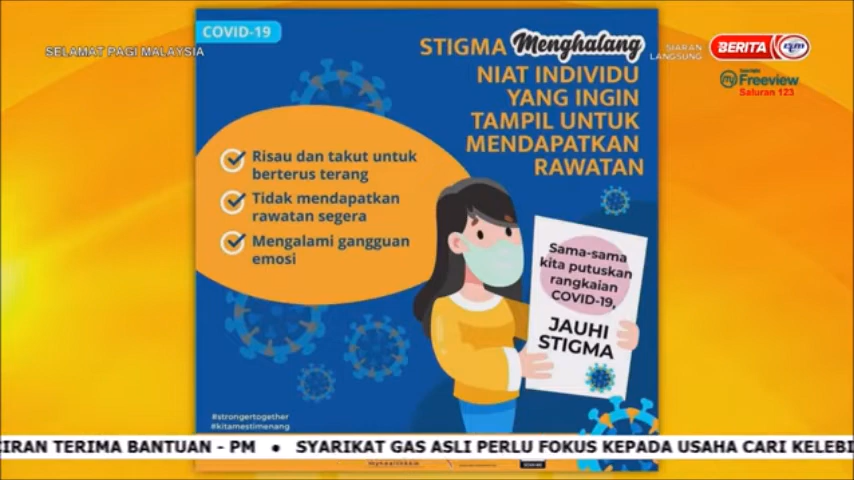 COVID-19
SELAMAT PAGI MALAYSIA
STIGMA Menghalang
NIAT INDIVIDU
YANG INGIN
TAMPIL UNTUK
MENDAPATKAN
RAWATAN
SIARAN
LANGSUNG
BERITA rtm
my Freeview
Saluran 123
Risau dan takut untuk
berterus terang
Tidak mendapatkan
rawatan segera
Mengalami gangguan
emosi
Sama-sama
kita putuskan
rangkaian
COVID-19,
JAUHI
STIGMA
#strongertogether
#kitamestimenang
CIRAN TERIMA BANTUAN - PM • SYARIKAT GAS ASLI PERLU FOKUS KEPADA USAHA CARI KELEBI